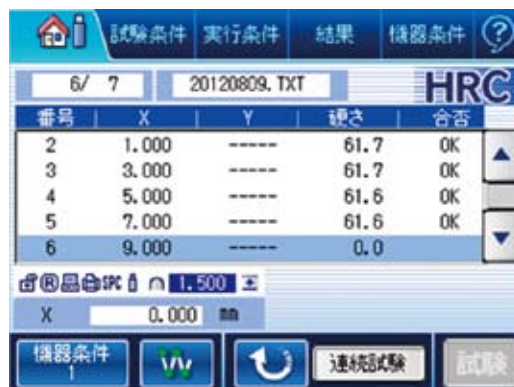 試験条件 実行条件 結果 機器条件 ?
6/ 7 20120809.TXT HRC
番号 X Y 硬さ 合否
2 1.000 ----- 61.7 OK
3 3.000 ----- 61.7 OK
4 5.000 ----- 61.6 OK
5 7.000 ----- 61.6 OK
6 9.000 ----- 0.0
R SPC 1.500
X 0.000 mm
機器条件
1
連続試験 試験